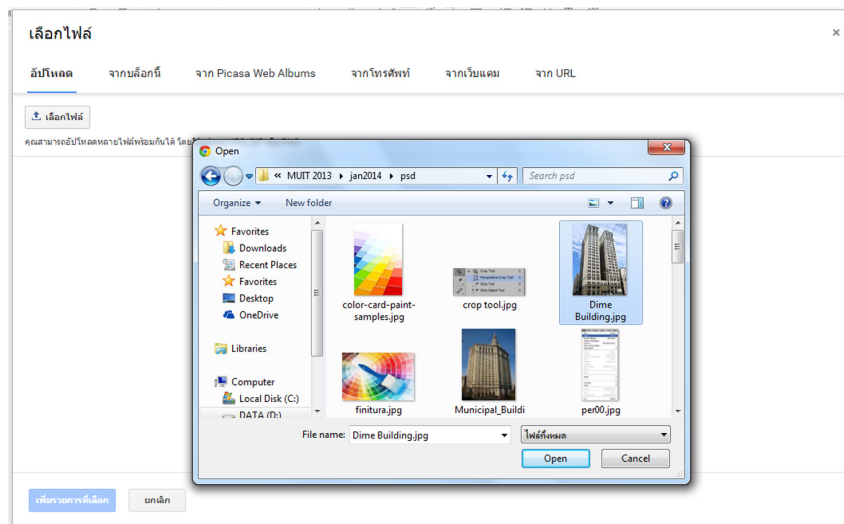 เลือกไฟล์
×
อัปโหลด จากบล็อกนี้ จาก Picasa Web Albums จากโทรศัพท์ จากเว็บแคม จาก URL
เลือกไฟล์
คุณสามารถอัปโหลดหลายไฟล์พร้อมกันได้
Open
« MUIT 2013 jan2014 psd Search psd
Organize New folder
Favorites
Downloads
Recent Places
Favorites
Desktop
OneDrive
Libraries
Computer
Local Disk (C:)
DATA (D:)
color-card-paint-
samples.jpg
crop tool.jpg
Dime
Building.jpg
finitura.jpg
Municipal_Buildi
per00.jpg
File name: Dime Building.jpg ไฟล์ทั้งหมด
Open Cancel
เพิ่มรายการที่เลือก ยกเลิก